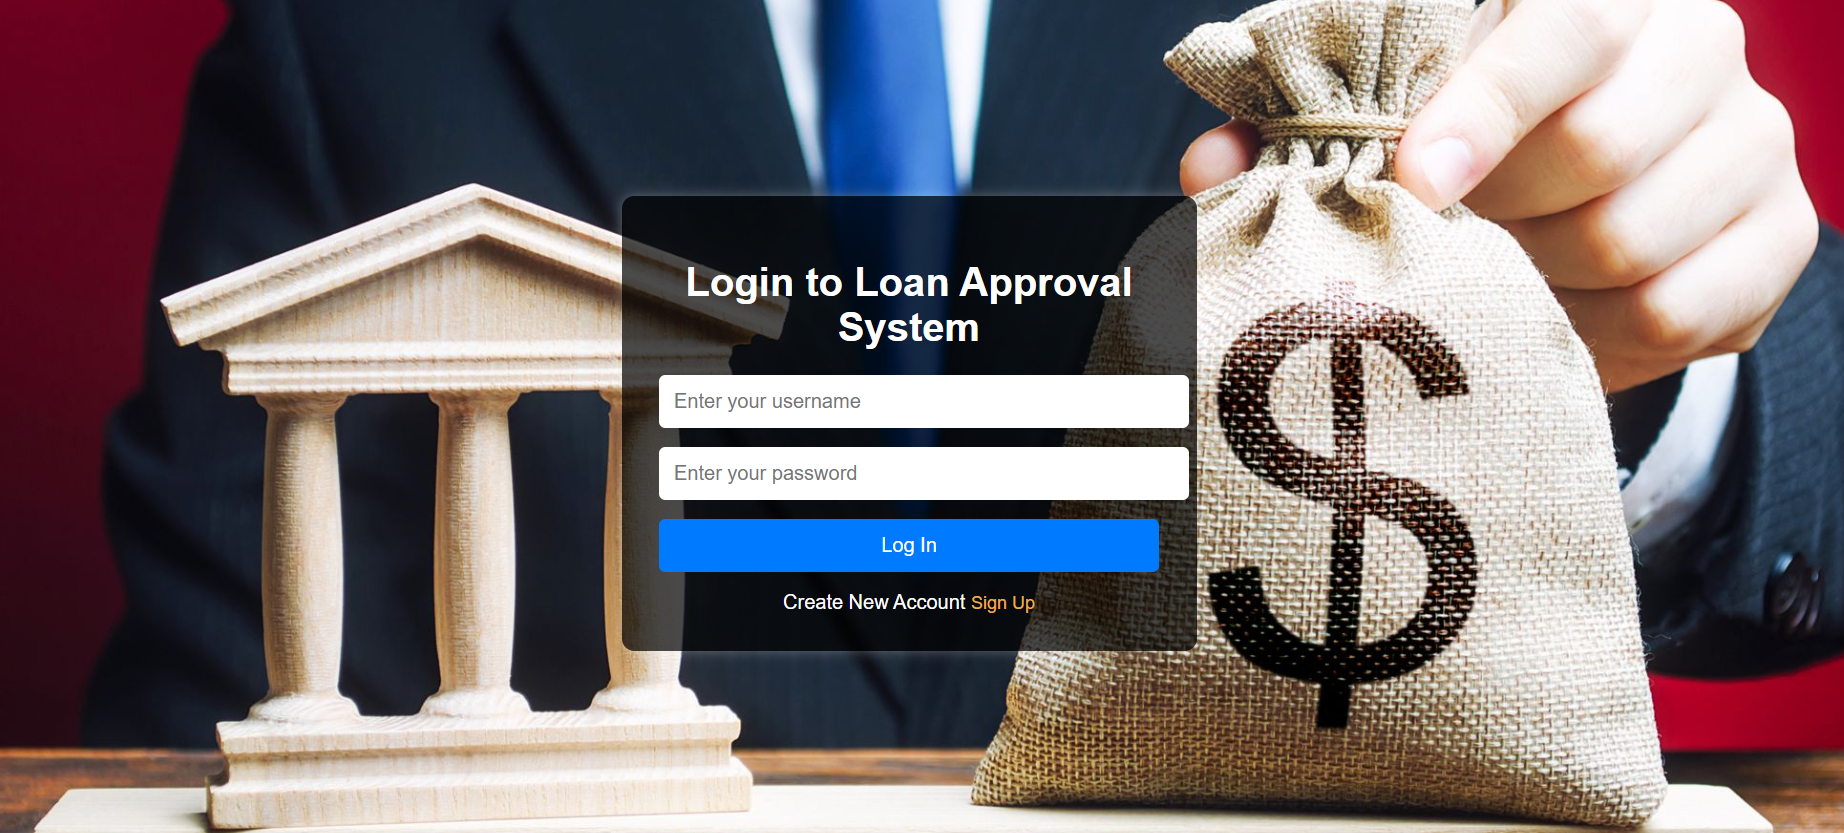 Login to Loan Approval
System
Enter your username
Enter your password
Log In
Create New Account Sign Up
$